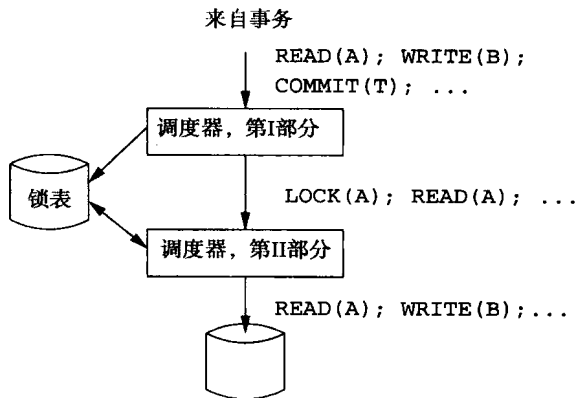 来自事务
READ(A); WRITE(B);
COMMIT(T); ...
调度器，第I部分
锁表
LOCK(A); READ(A); ...
调度器，第II部分
READ(A); WRITE(B);...